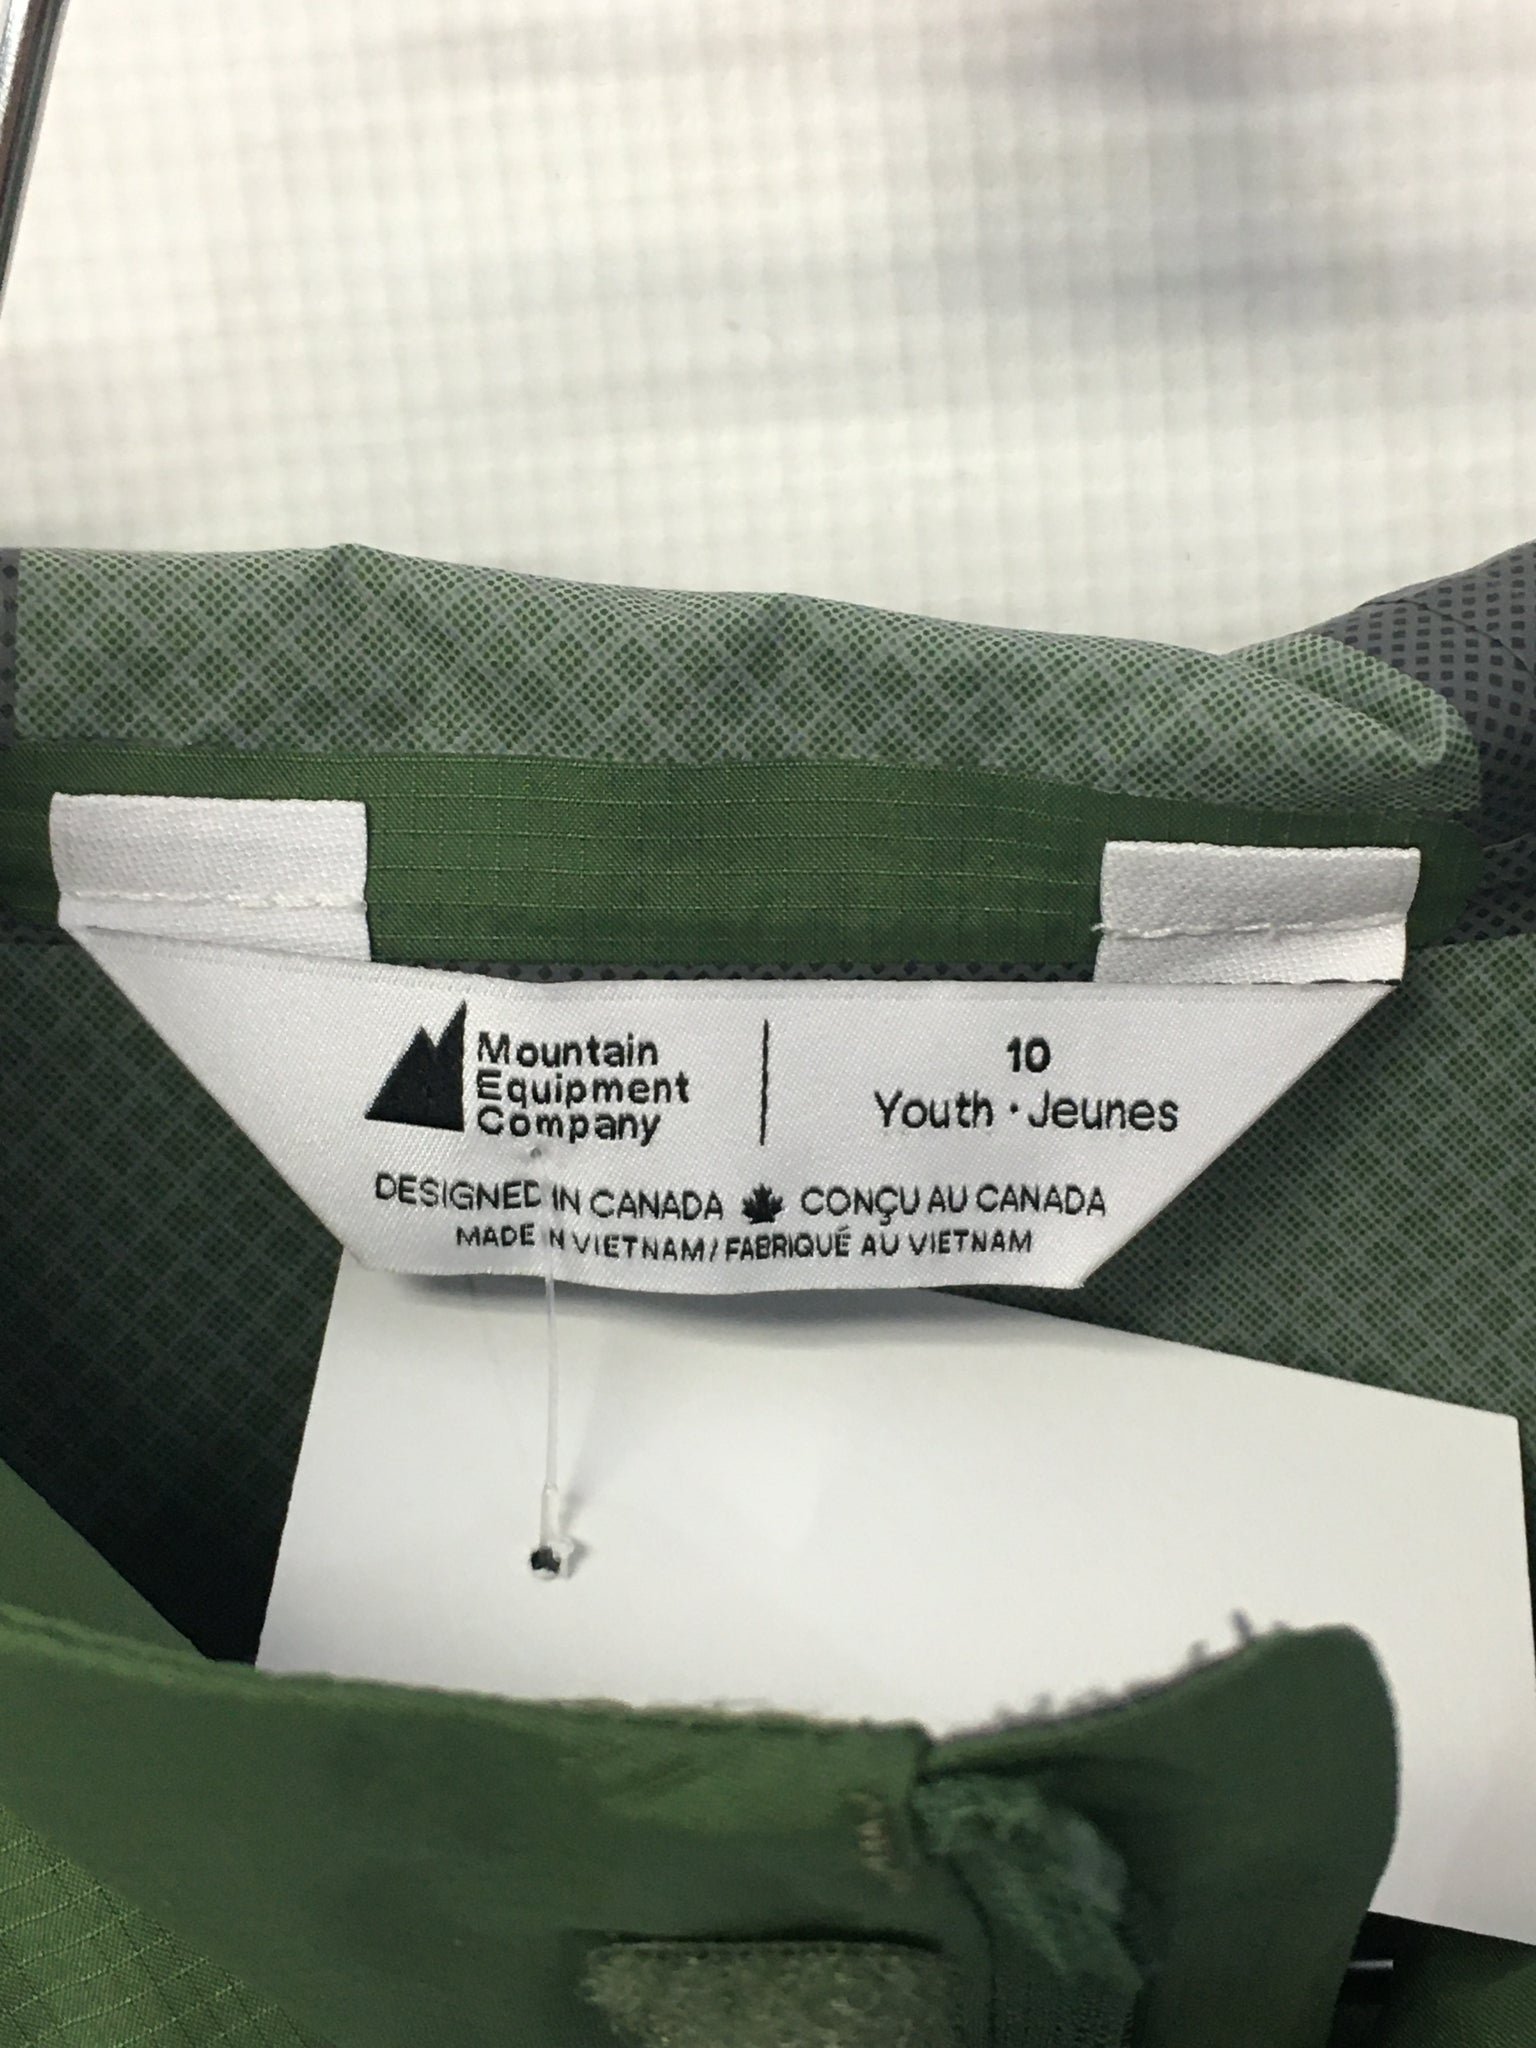 Mountain
Equipment
Company
10
Youth · Jeunes
DESIGNED IN CANADA CONÇU AU CANADA
MADE IN VIETNAM / FABRIQUÉ AU VIETNAM